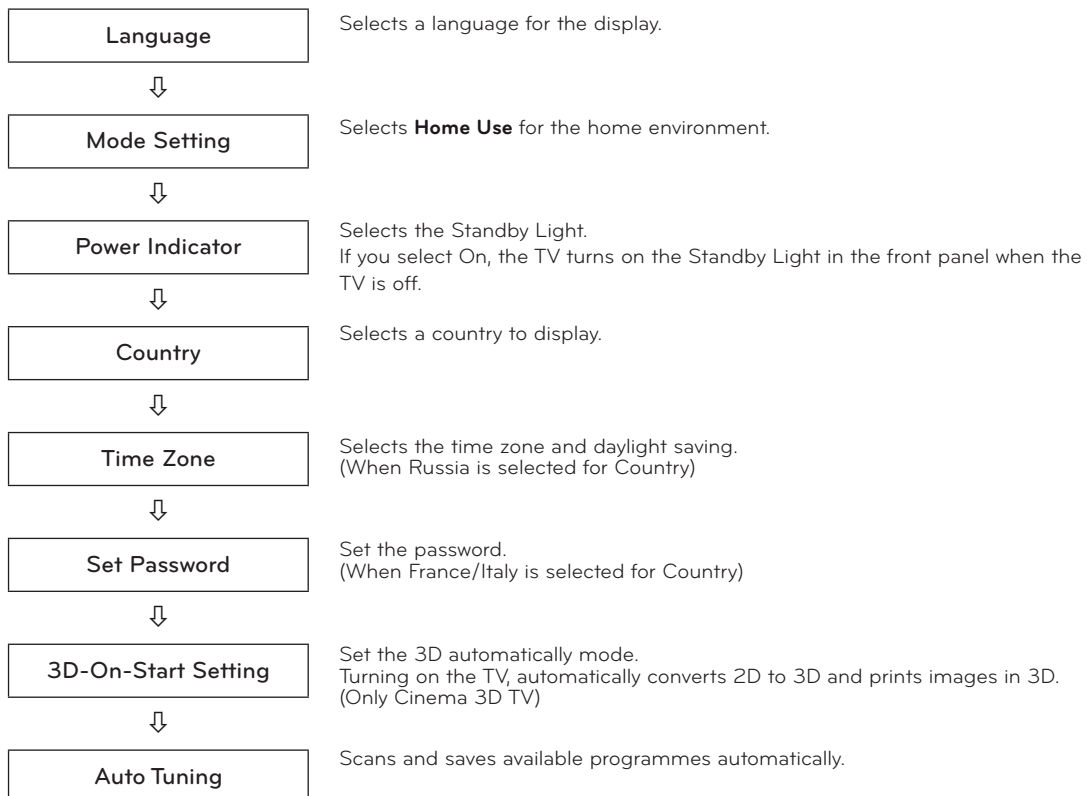 Language
Selects a language for the display.
Mode Setting
Selects Home Use for the home environment.
Power Indicator
Selects the Standby Light.
If you select On, the TV turns on the Standby Light in the front panel when the
TV is off.
Country
Selects a country to display.
Time Zone
Selects the time zone and daylight saving.
(When Russia is selected for Country)
Set Password
Set the password.
(When France/Italy is selected for Country)
3D-On-Start Setting
Set the 3D automatically mode.
Turning on the TV, automatically converts 2D to 3D and prints images in 3D.
(Only Cinema 3D TV)
Auto Tuning
Scans and saves available programmes automatically.